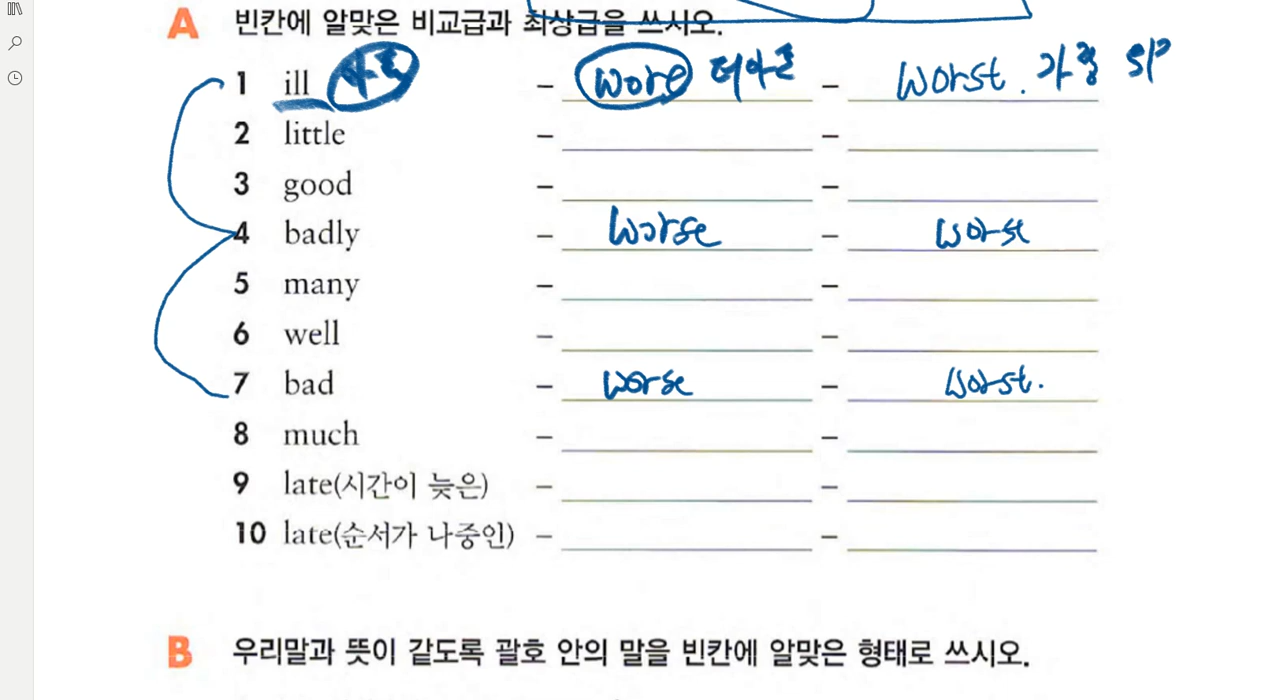 A 빈칸에 알맞은 비교급과 최상급을 쓰시오.
1 ill 아픈 - wore 더아픈 - worst. 가장
2 little - -
3 good - -
4 badly - worse - worst
5 many - -
6 well - -
7 bad - worse - worst.
8 much - -
9 late(시간이 늦은) - -
10 late(순서가 나중인) - -
B 우리말과 뜻이 같도록 괄호 안의 말을 빈칸에 알맞은 형태로 쓰시오.